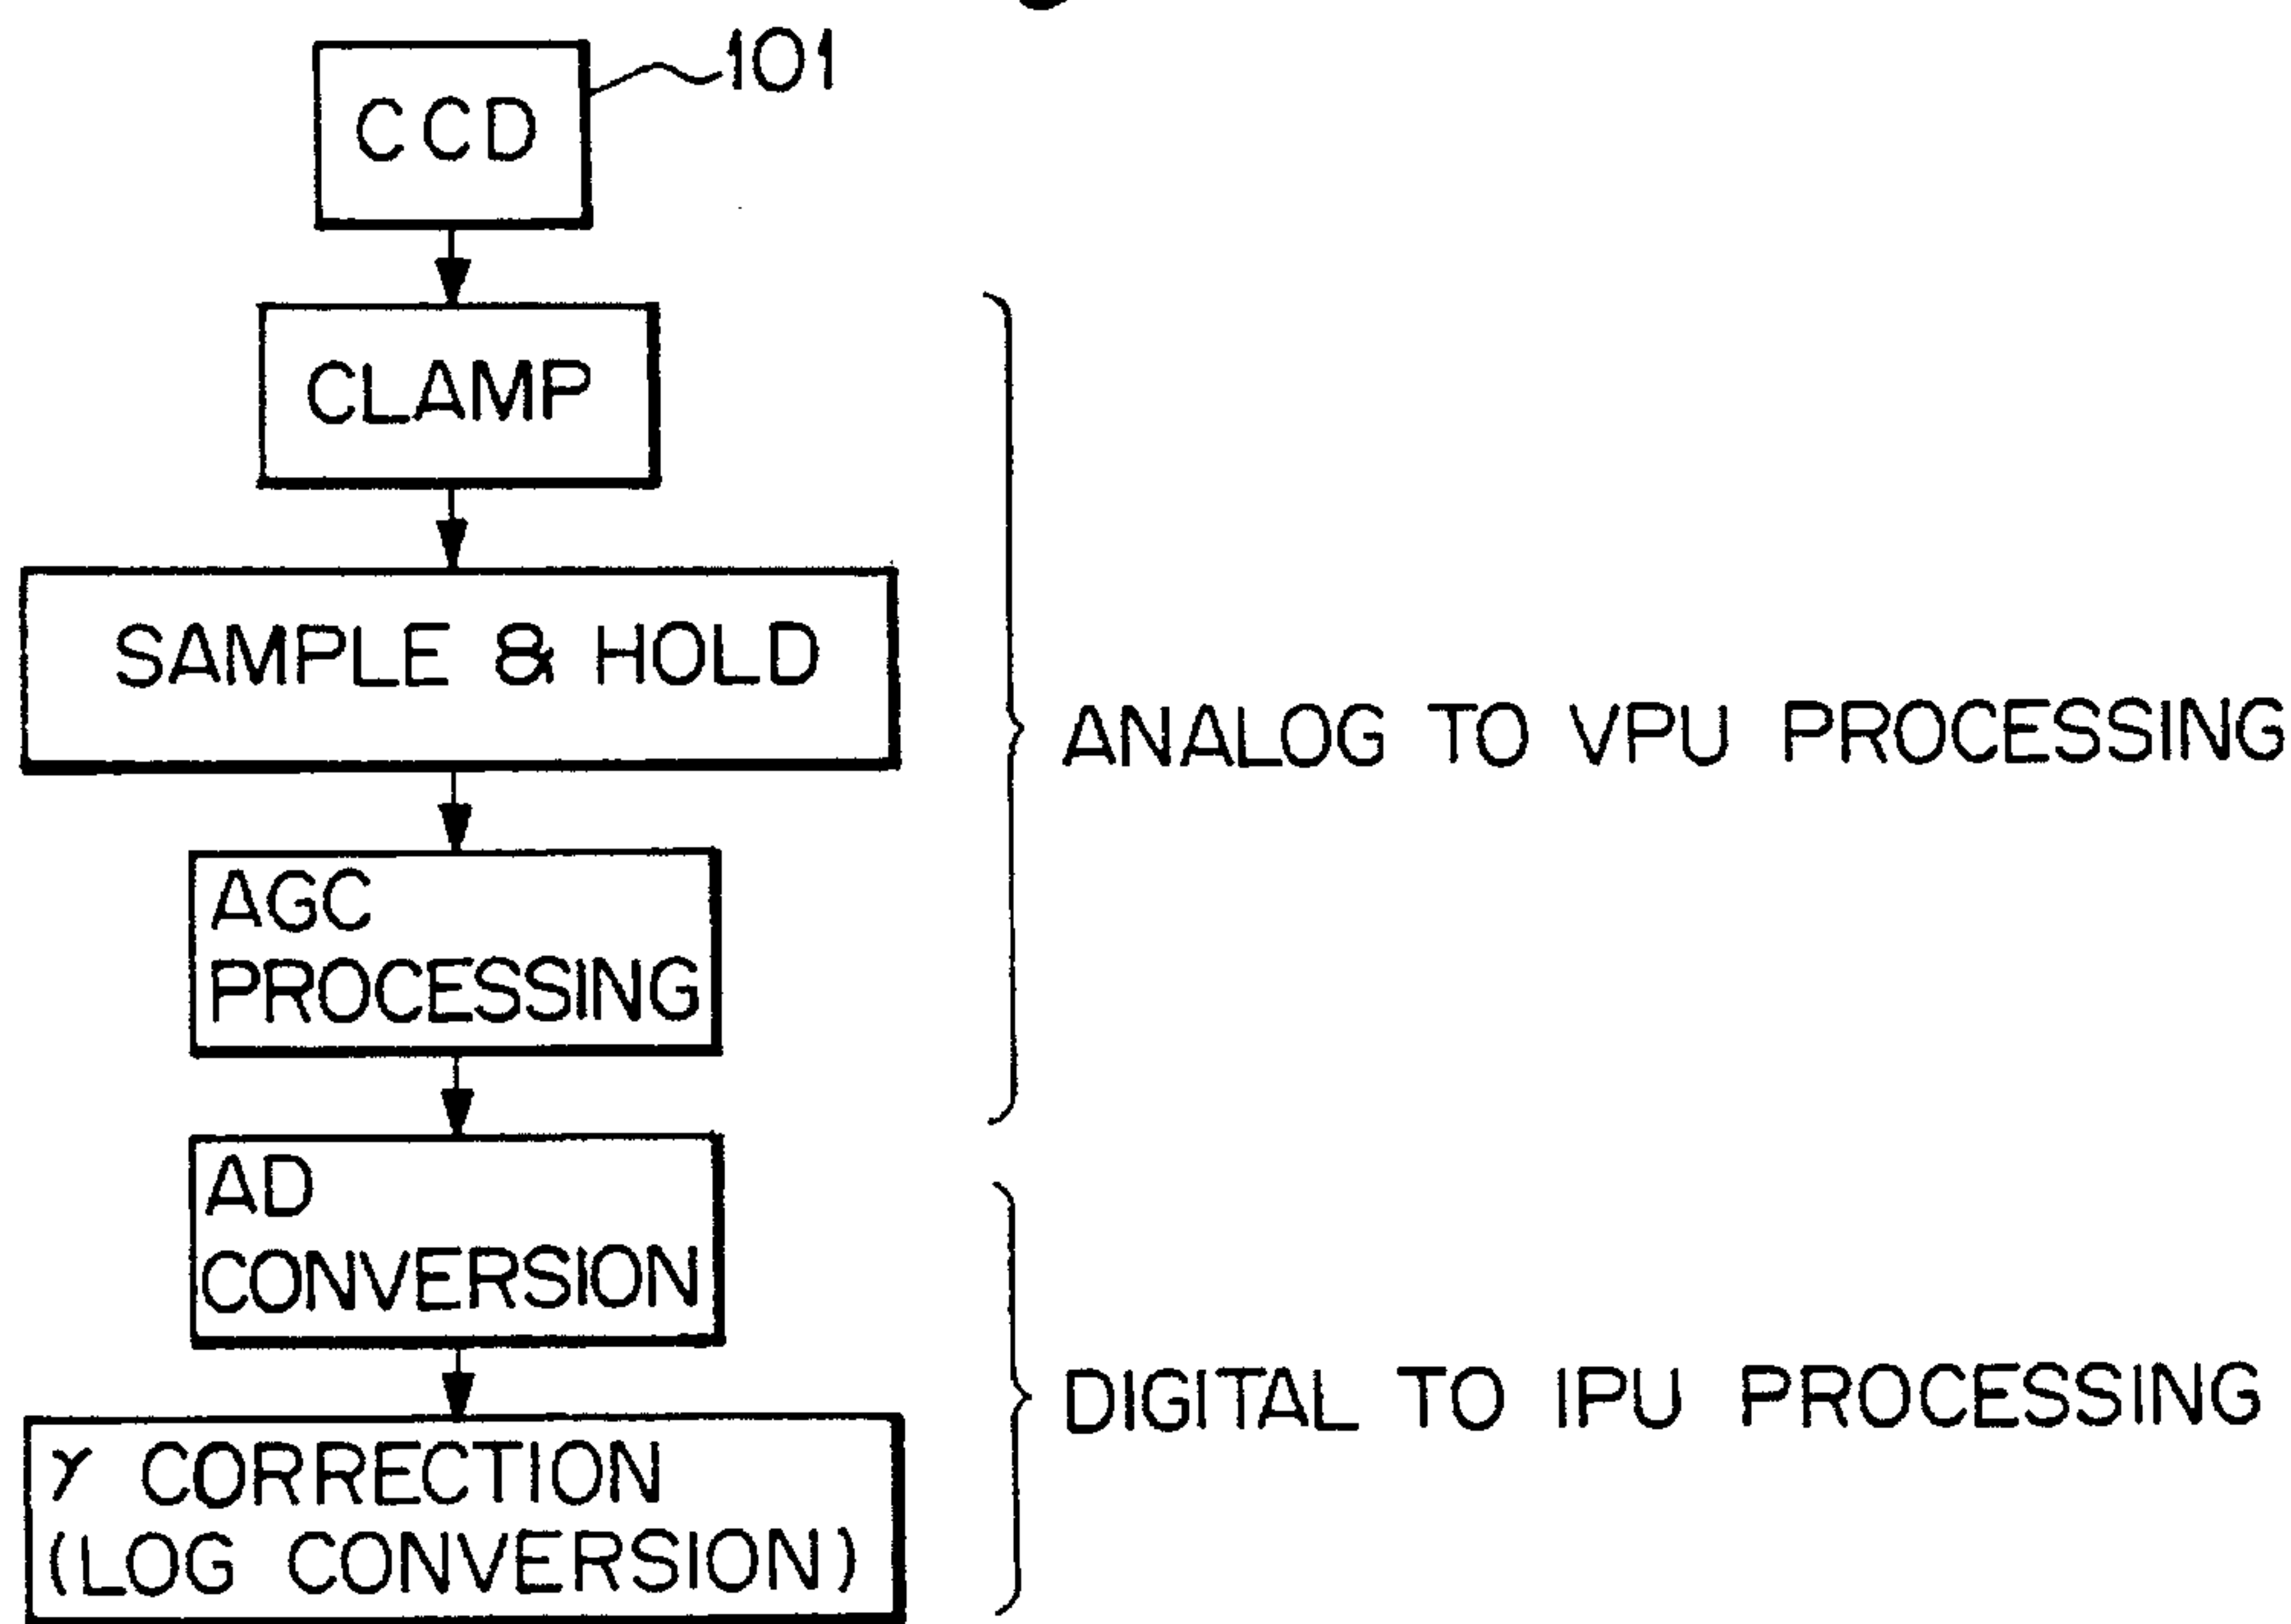 CCD
101
CLAMP
SAMPLE & HOLD
ANALOG TO VPU PROCESSING
AGC
PROCESSING
AD
CONVERSION
DIGITAL TO IPU PROCESSING
γ CORRECTION
(LOG CONVERSION)